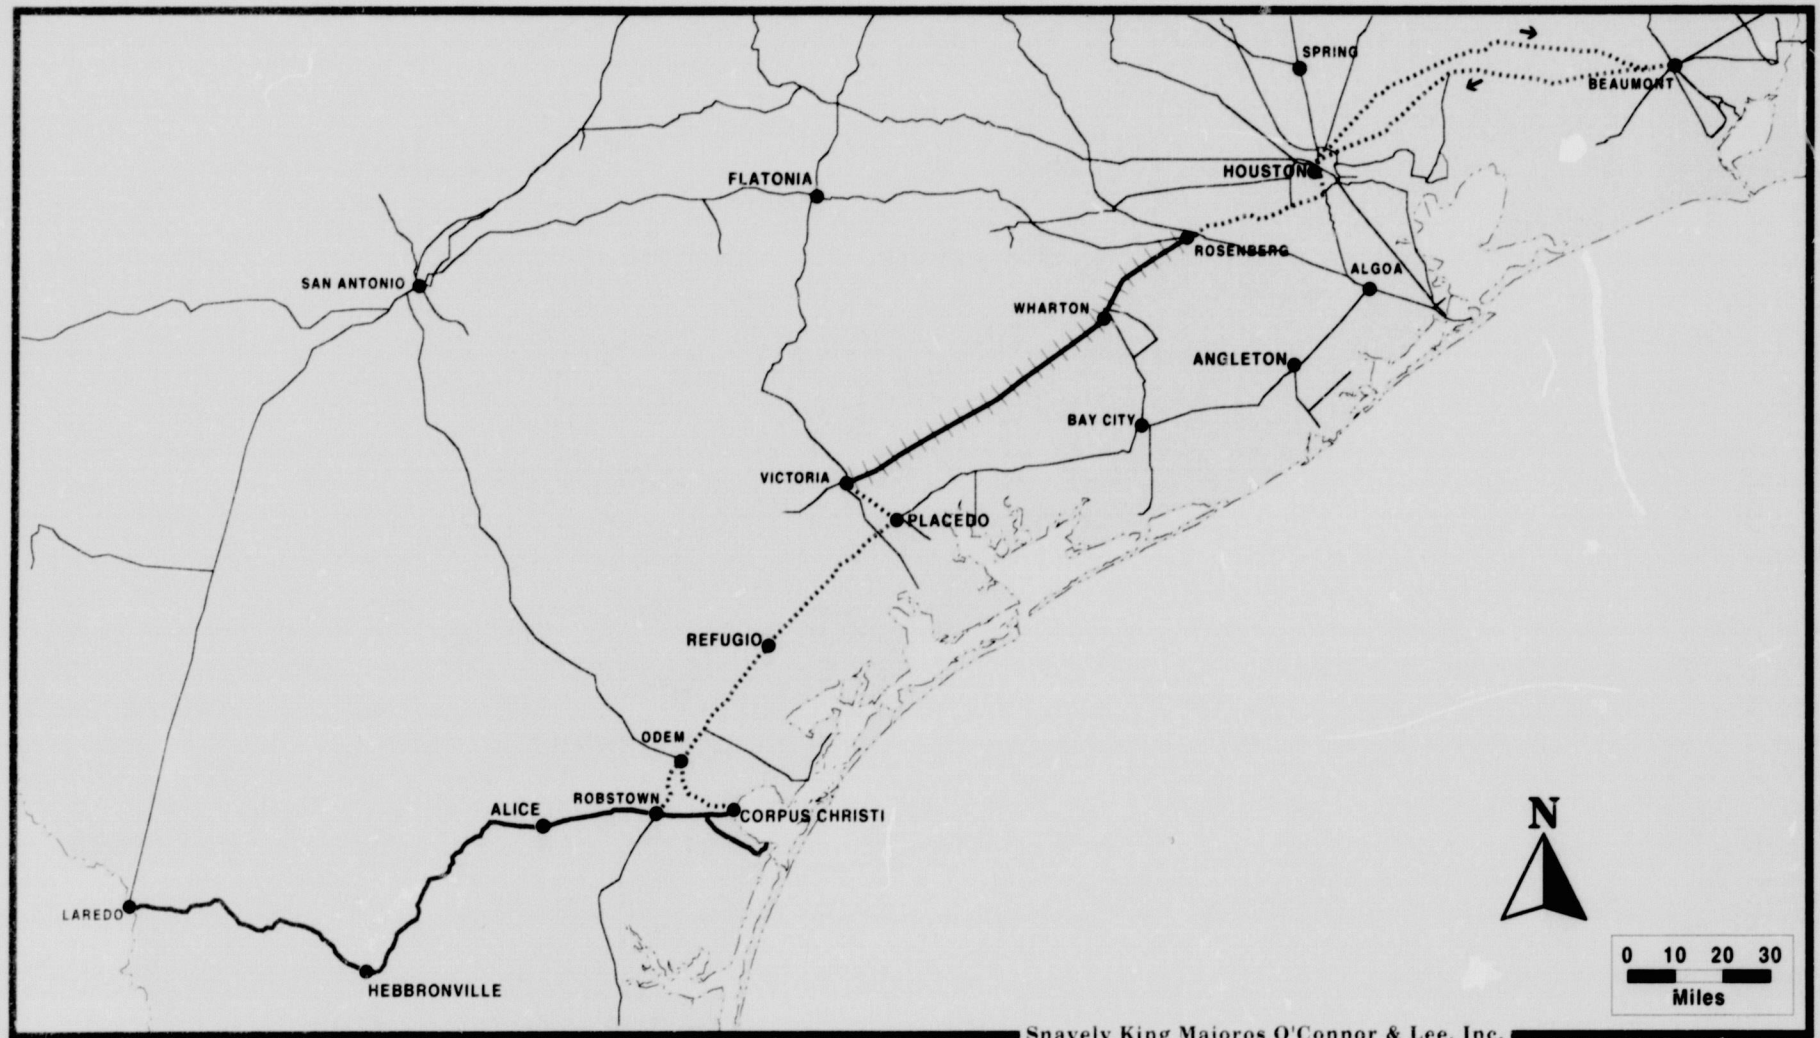 SPRING
BEAUMONT
HOUSTON
FLATONIA
ROSENBERG
ALGOA
SAN ANTONIO
WHARTON
ANGLETON
BAY CITY
VICTORIA
PLACEDO
REFUGIO
ODEM
ROBSTOWN
ALICE
CORPUS CHRISTI
LAREDO
HEBBRONVILLE
N
0 10 20 30
Miles
Snavely King Majoros O'Connor & Lee, Inc.